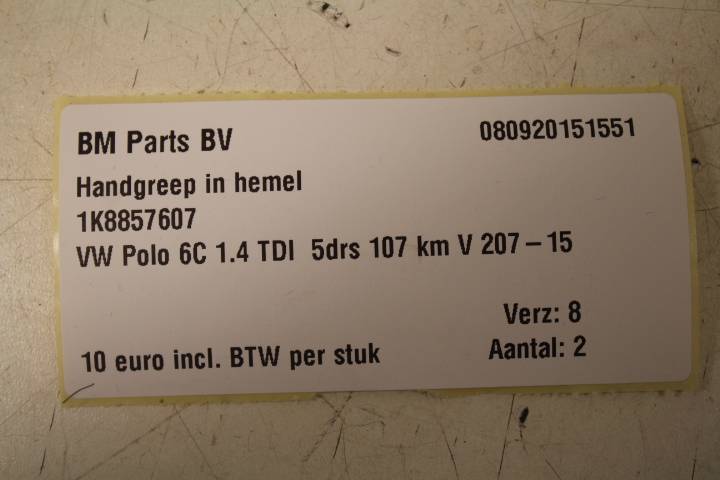 BM Parts BV 080920151551
Handgreep in hemel
1K8857607
VW Polo 6C 1.4 TDI 5drs 107 km V 207 – 15
Verz: 8
10 euro incl. BTW per stuk Aantal: 2